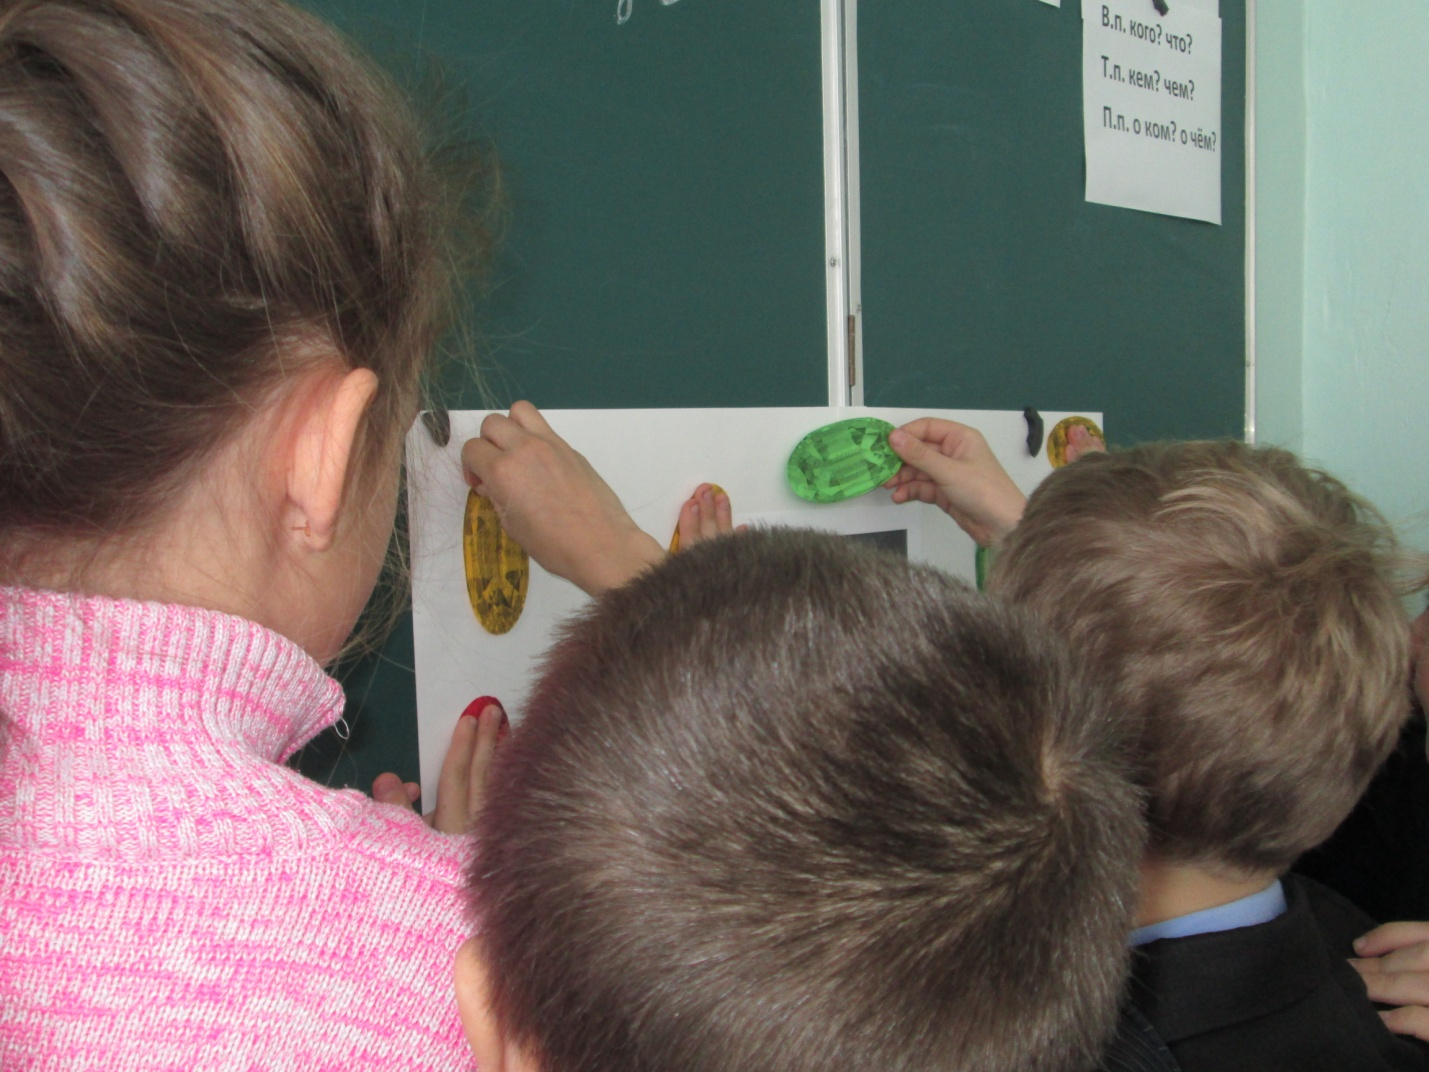 В.п. кого? что?
Т.п. кем? чем?
П.п. о ком? о чём?